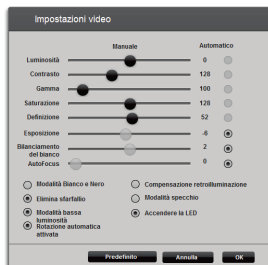 Impostazioni video
Manuale Automatico
Luminosità 0
Contrasto 128
Gamma 100
Saturazione 128
Definizione 52
Esposizione -6
Bilanciamento del bianco 2
AutoFocus 0
Modalità Bianco e Nero
Compensazione retroilluminazione
Elimina sfarfallio
Modalità specchio
Modalità bassa luminosità
Accendere la LED
Rotazione automatica attivata
Predefinito Annulla OK